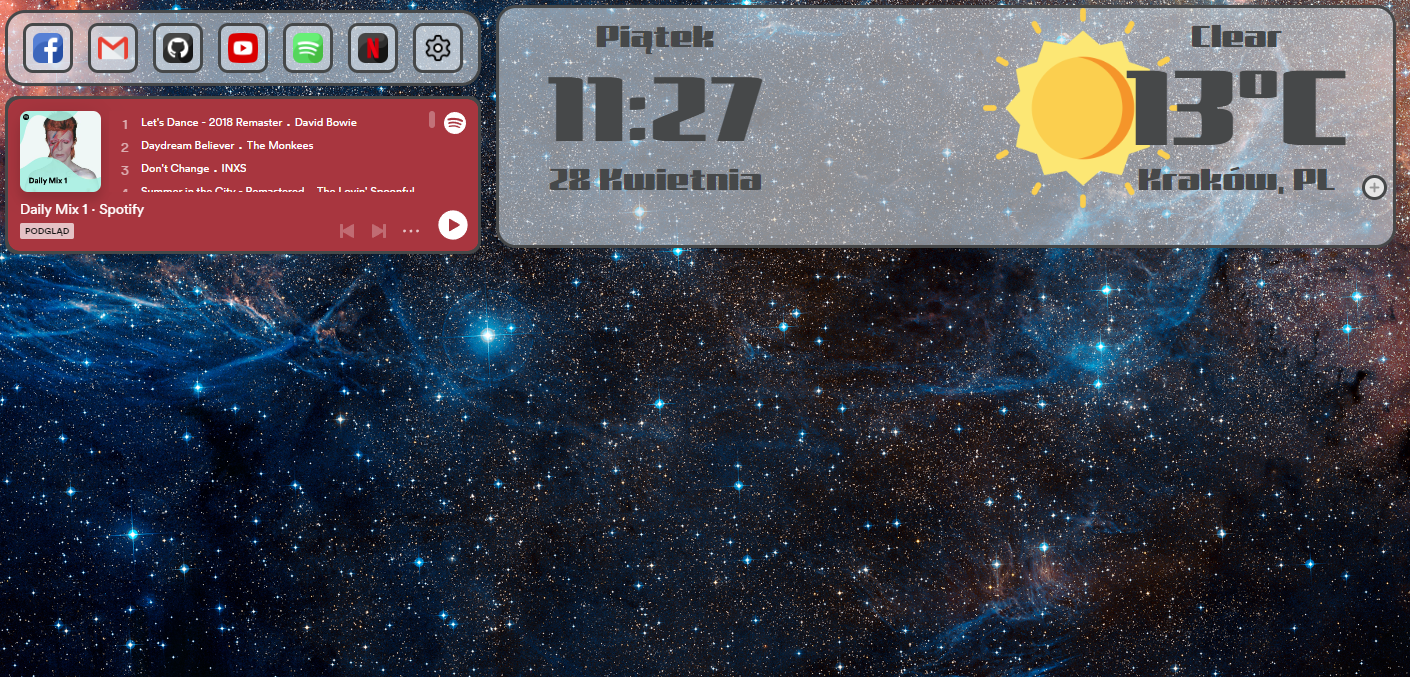 Daily Mix 1
1 Let's Dance - 2018 Remaster . David Bowie
2 Daydream Believer . The Monkees
3 Don't Change . INXS
4 Summer in the City - Remastered . The Lovin' Spoonful
Daily Mix 1 · Spotify
PODGLĄD
Piątek
11:27
28 Kwietnia
Clear
13°C
Kraków, PL